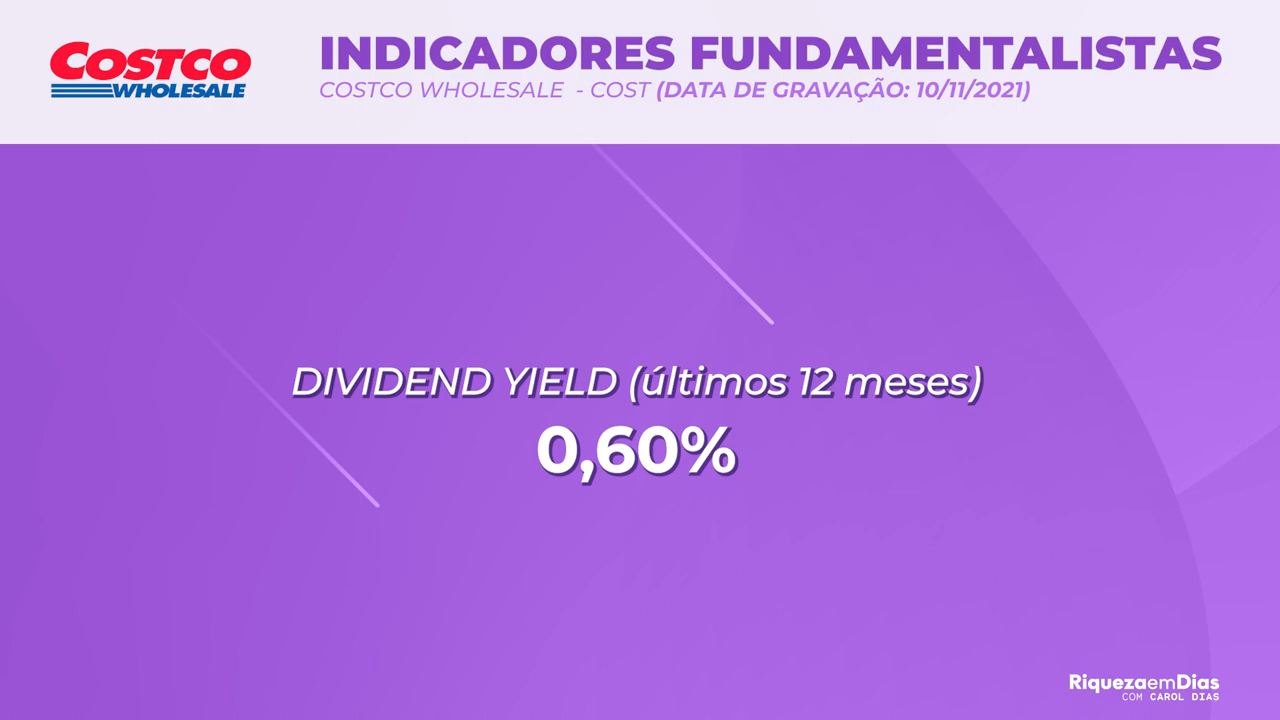 COSTCO
WHOLESALE
INDICADORES FUNDAMENTALISTAS
COSTCO WHOLESALE - COST (DATA DE GRAVAÇÃO: 10/11/2021)
DIVIDEND YIELD (últimos 12 meses)
0,60%
RiquezaemDias
COM CAROL DIAS